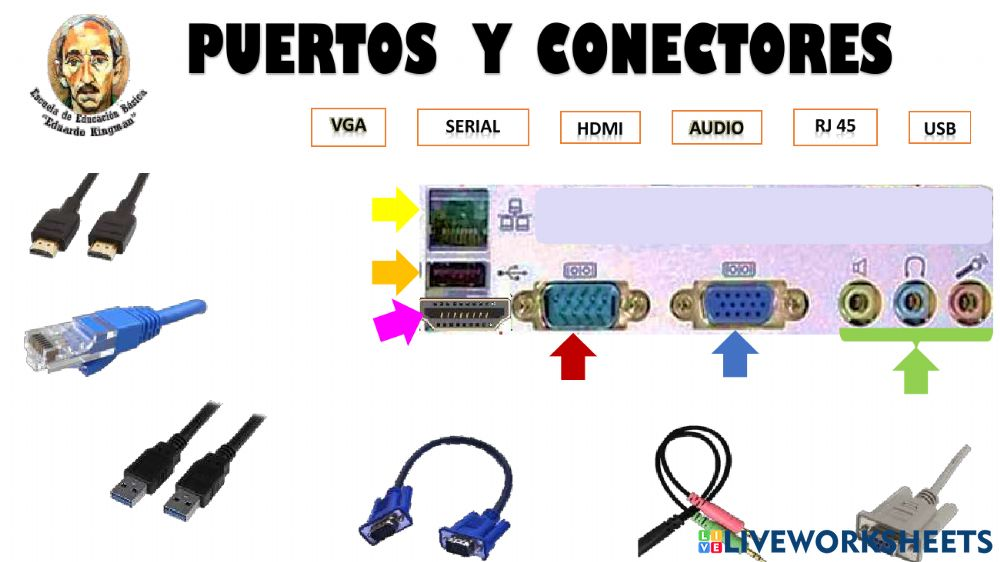 PUERTOS Y CONECTORES
Escuela de Educación Básica
"Eduardo Kingman"
VGA
SERIAL
HDMI
AUDIO
RJ 45
USB
LIVEWORKSHEETS